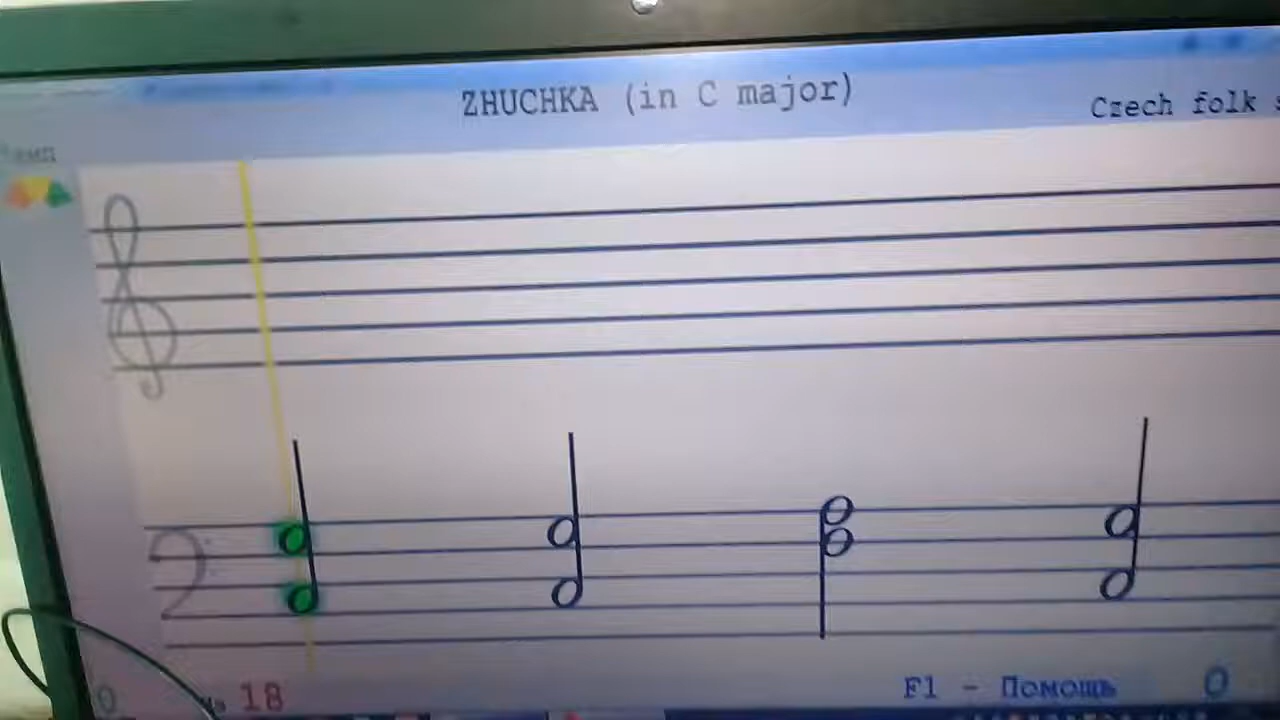 ZHUCHKA (in C major)
Czech folk
18
F1 - Помощь
0